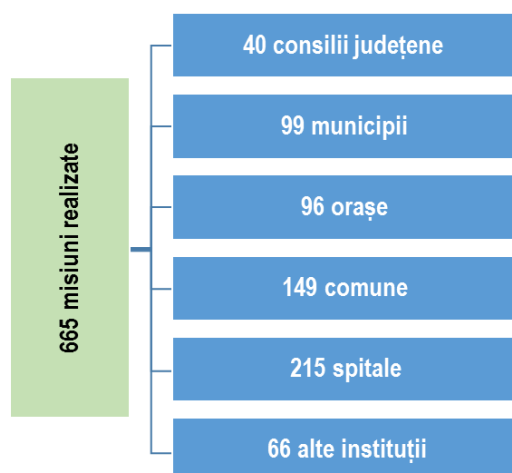 665 misiuni realizate
40 consilii județene
99 municipii
96 orașe
149 comune
215 spitale
66 alte instituții